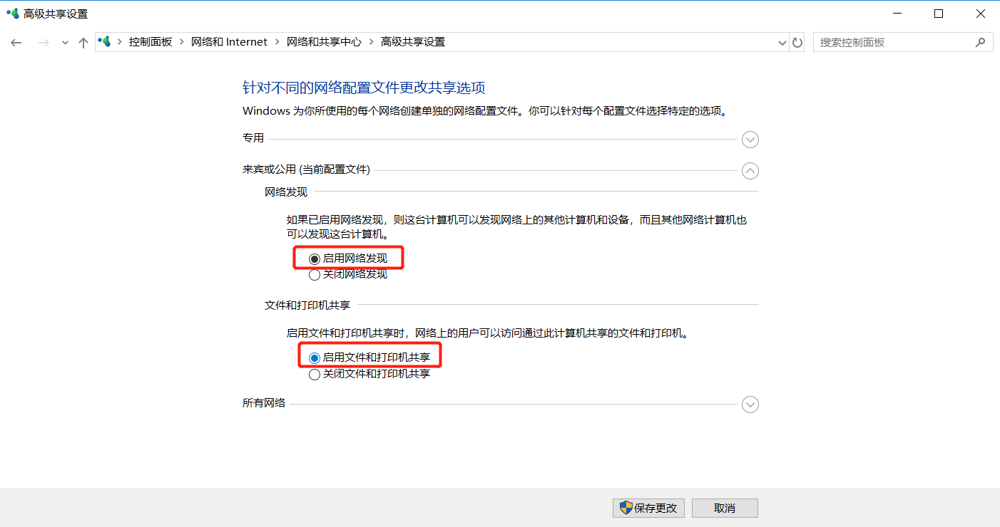 高级共享设置
控制面板 网络和 Internet 网络和共享中心 高级共享设置
搜索控制面板
针对不同的网络配置文件更改共享选项
Windows 为你所使用的每个网络创建单独的网络配置文件。你可以针对每个配置文件选择特定的选项。
专用
来宾或公用 (当前配置文件)
网络发现
如果已启用网络发现，则这台计算机可以发现网络上的其他计算机和设备，而且其他网络计算机也
可以发现这台计算机。
启用网络发现
关闭网络发现
文件和打印机共享
启用文件和打印机共享时，网络上的用户可以访问通过此计算机共享的文件和打印机。
启用文件和打印机共享
关闭文件和打印机共享
所有网络
保存更改 取消